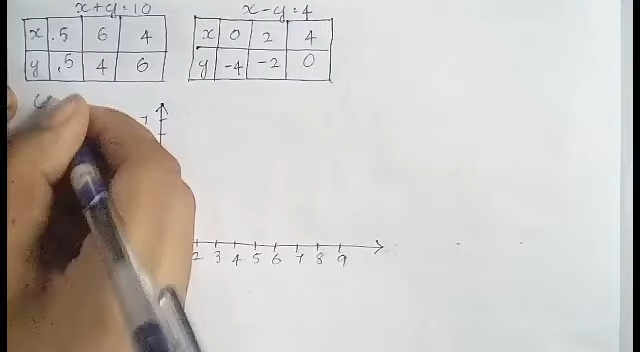 x+y=10 x-y=4
x 5 6 4 x 0 2 4
y 5 4 6 y -4 -2 0
2 3 4 5 6 7 8 9